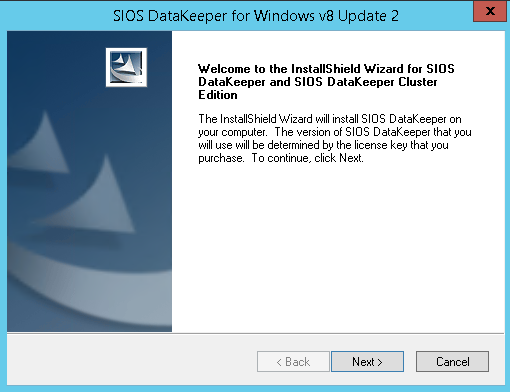 SIOS DataKeeper for Windows v8 Update 2
x
Welcome to the InstallShield Wizard for SIOS
DataKeeper and SIOS DataKeeper Cluster
Edition
The InstallShield Wizard will install SIOS DataKeeper on
your computer. The version of SIOS DataKeeper that you
will use will be determined by the license key that you
purchase. To continue, click Next.
< Back
Next >
Cancel